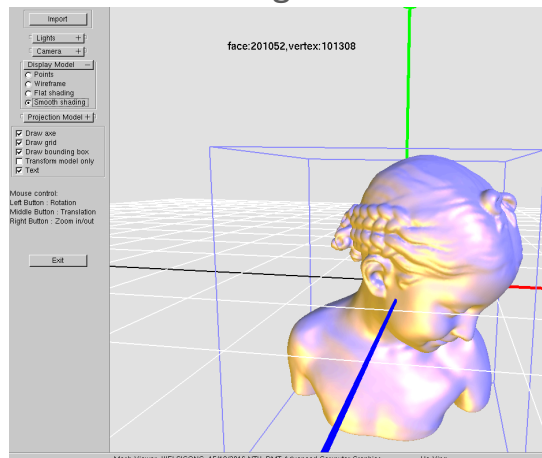 Import
Lights +
Camera +
Display Model −
Points
Wireframe
Flat shading
Smooth shading
Projection Model +
Draw axe
Draw grid
Draw bounding box
Transform model only
Text
Mouse control:
Left Button : Rotation
Middle Button : Translation
Right Button : Zoom in/out
Exit
face:201052,vertex:101308